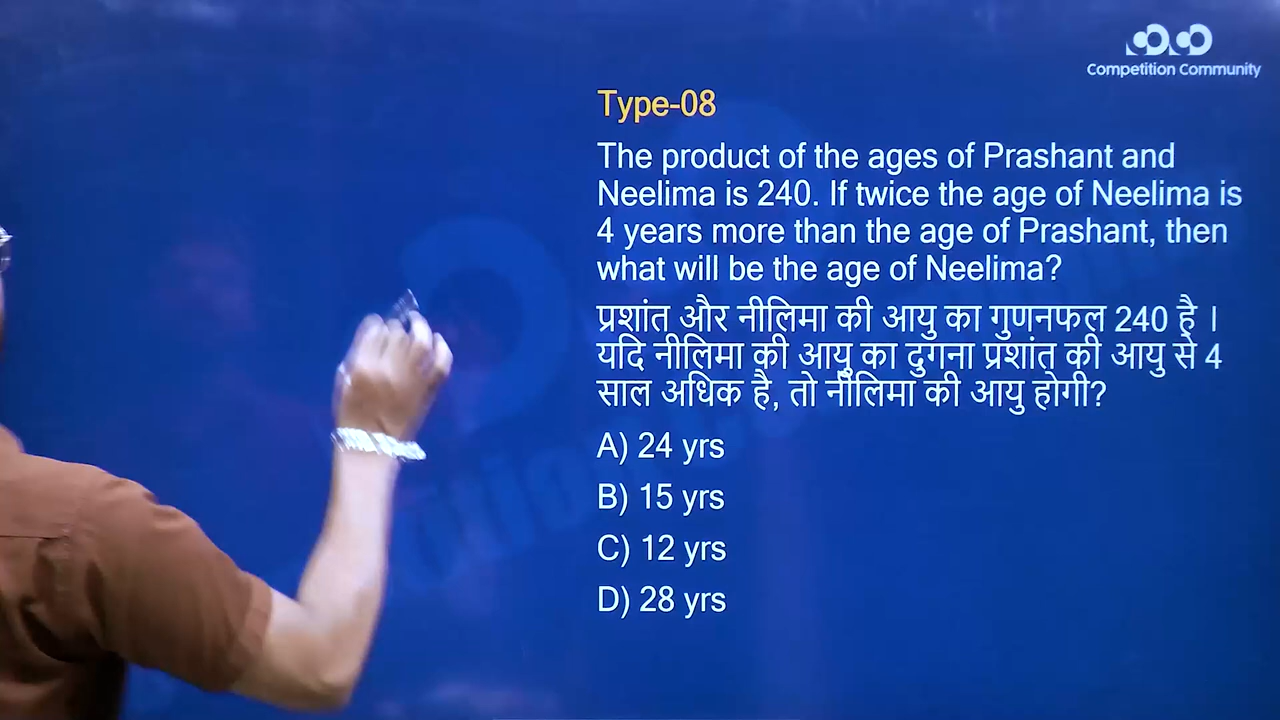 Competition Community
Type-08
The product of the ages of Prashant and
Neelima is 240. If twice the age of Neelima is
4 years more than the age of Prashant, then
what will be the age of Neelima?
प्रशांत और नीलिमा की आयु का गुणनफल 240 है ।
यदि नीलिमा की आयु का दुगना प्रशांत की आयु से 4
साल अधिक है, तो नीलिमा की आयु होगी?
A) 24 yrs
B) 15 yrs
C) 12 yrs
D) 28 yrs